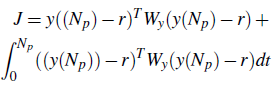 J = y((N_p) − r)^T W_y(y(N_p) − r) +
∫_0^{N_p} ((y(N_p)) − r)^T W_y(y(N_p) − r)dt